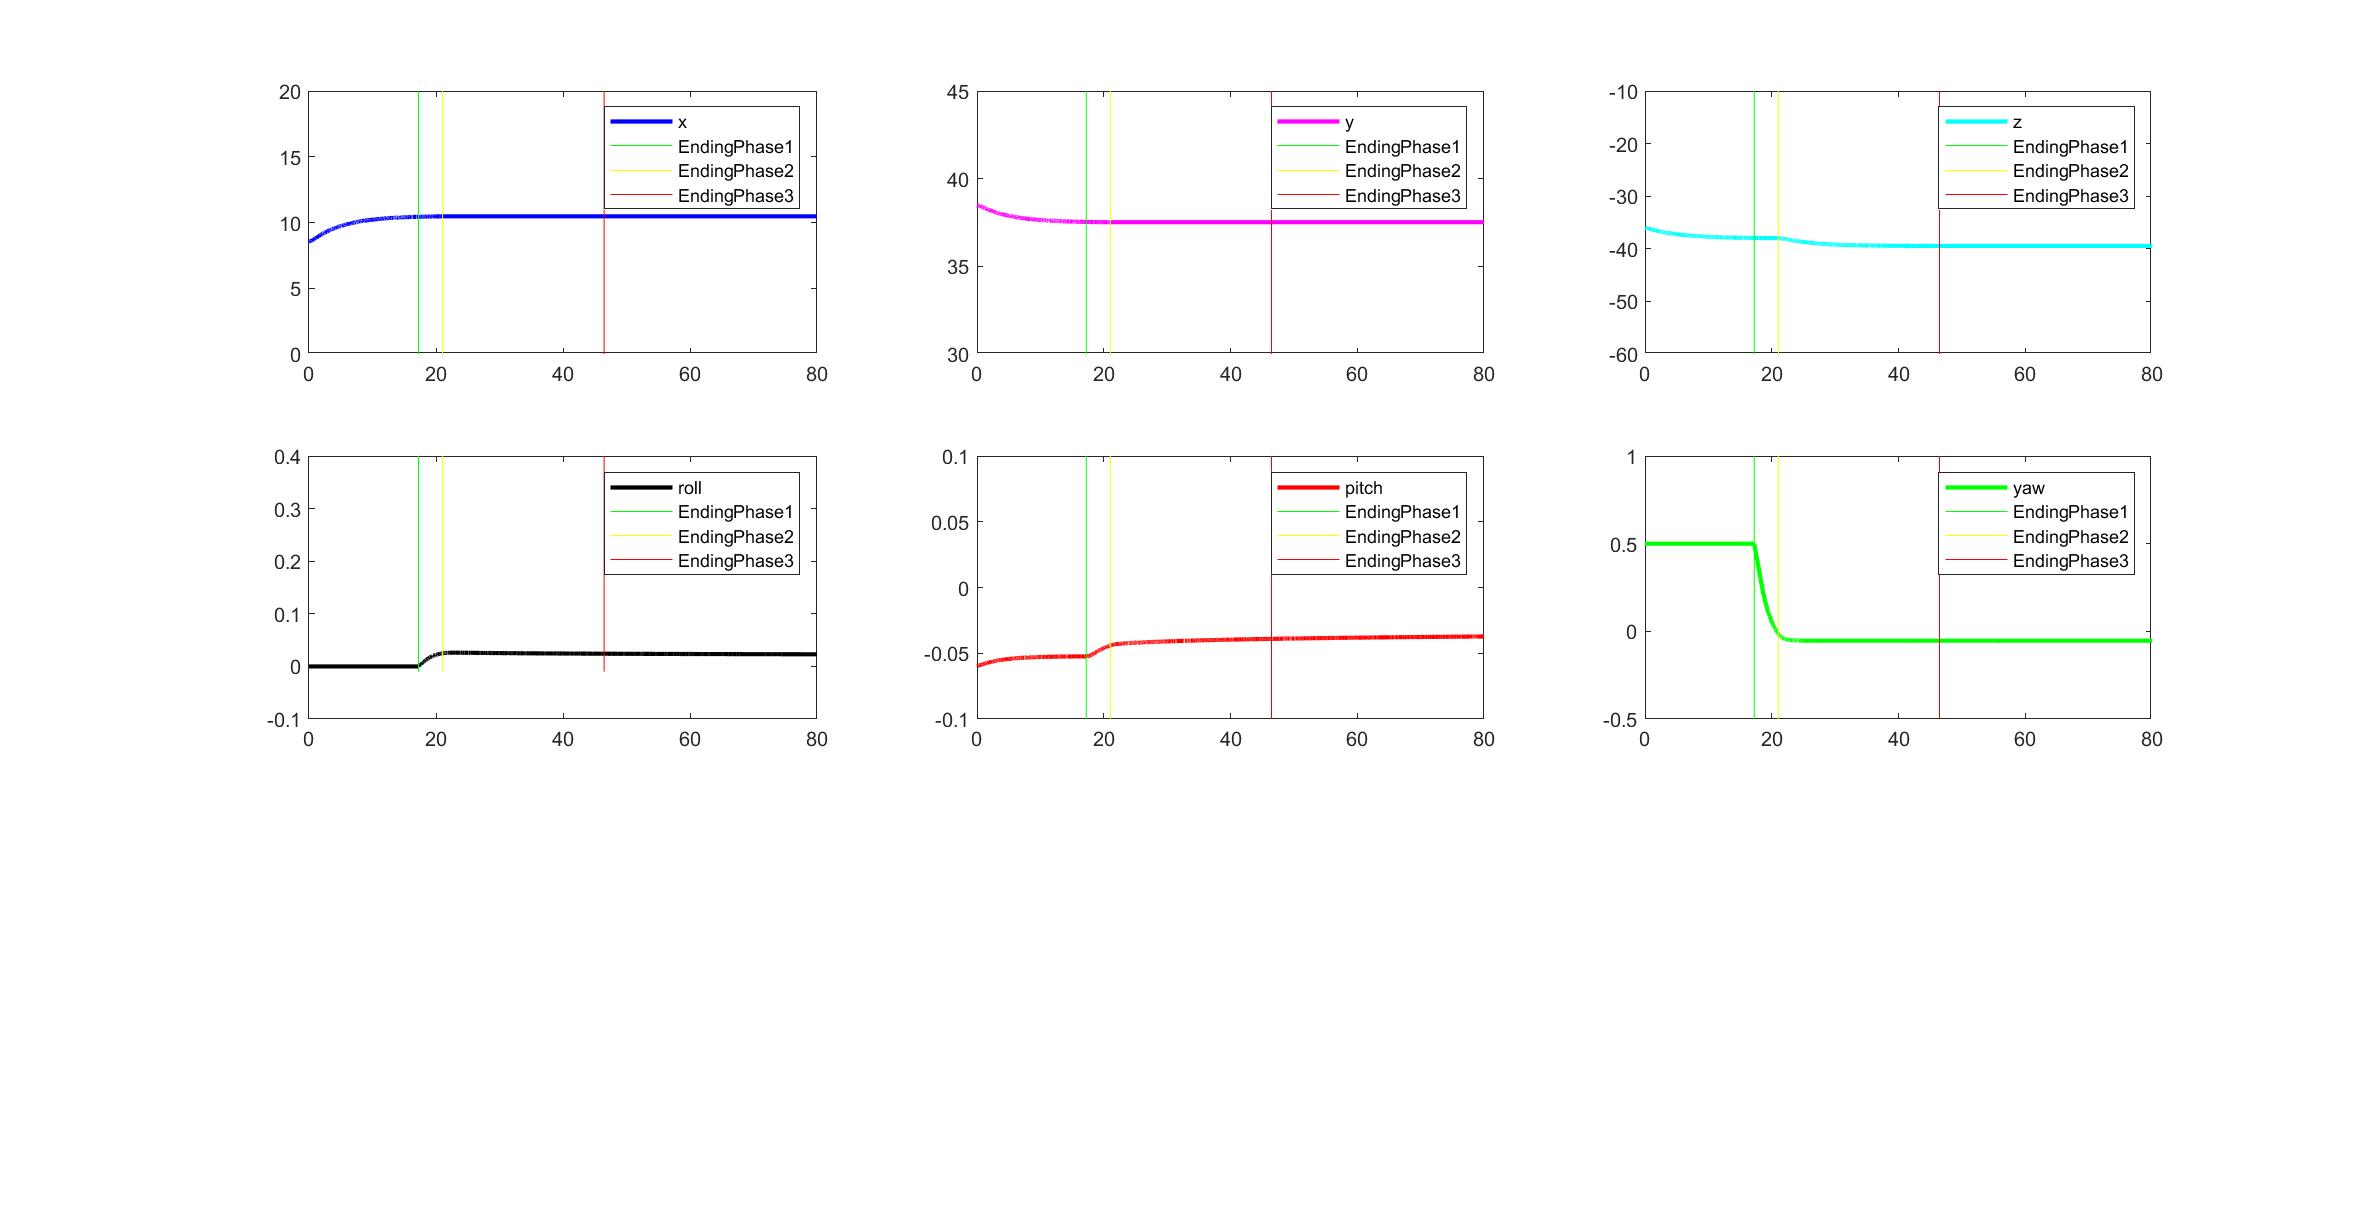 20
15
10
5
0
0 20 40 60 80
x
EndingPhase1
EndingPhase2
EndingPhase3
45
40
35
30
0 20 40 60 80
y
EndingPhase1
EndingPhase2
EndingPhase3
-10
-20
-30
-40
-50
-60
0 20 40 60 80
z
EndingPhase1
EndingPhase2
EndingPhase3
0.4
0.3
0.2
0.1
0
-0.1
0 20 40 60 80
roll
EndingPhase1
EndingPhase2
EndingPhase3
0.1
0.05
0
-0.05
-0.1
0 20 40 60 80
pitch
EndingPhase1
EndingPhase2
EndingPhase3
1
0.5
0
-0.5
0 20 40 60 80
yaw
EndingPhase1
EndingPhase2
EndingPhase3